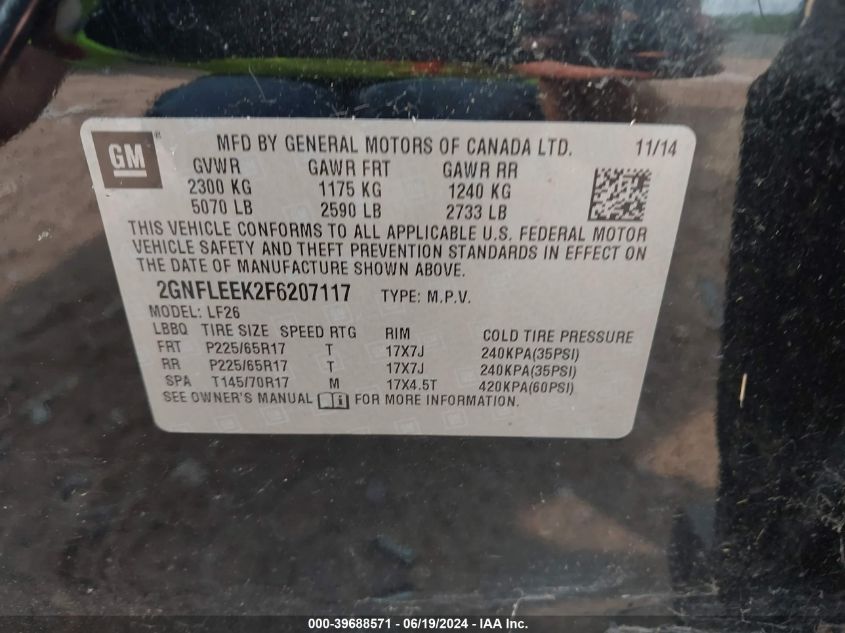 GM ® MFD BY GENERAL MOTORS OF CANADA LTD. 11/14
GVWR GAWR FRT GAWR RR
2300 KG 1175 KG 1240 KG
5070 LB 2590 LB 2733 LB
THIS VEHICLE CONFORMS TO ALL APPLICABLE U.S. FEDERAL MOTOR
VEHICLE SAFETY AND THEFT PREVENTION STANDARDS IN EFFECT ON
THE DATE OF MANUFACTURE SHOWN ABOVE.
2GNFLEEK2F6207117 TYPE: M.P.V.
MODEL: LF26
LBBQ TIRE SIZE SPEED RTG RIM COLD TIRE PRESSURE
FRT P225/65R17 T 17X7J 240KPA(35PSI)
RR P225/65R17 T 17X7J 240KPA(35PSI)
SPA T145/70R17 M 17X4.5T 420KPA(60PSI)
SEE OWNER'S MANUAL FOR MORE INFORMATION.
000-39688571 / 06/19/2024 - IAA Inc.